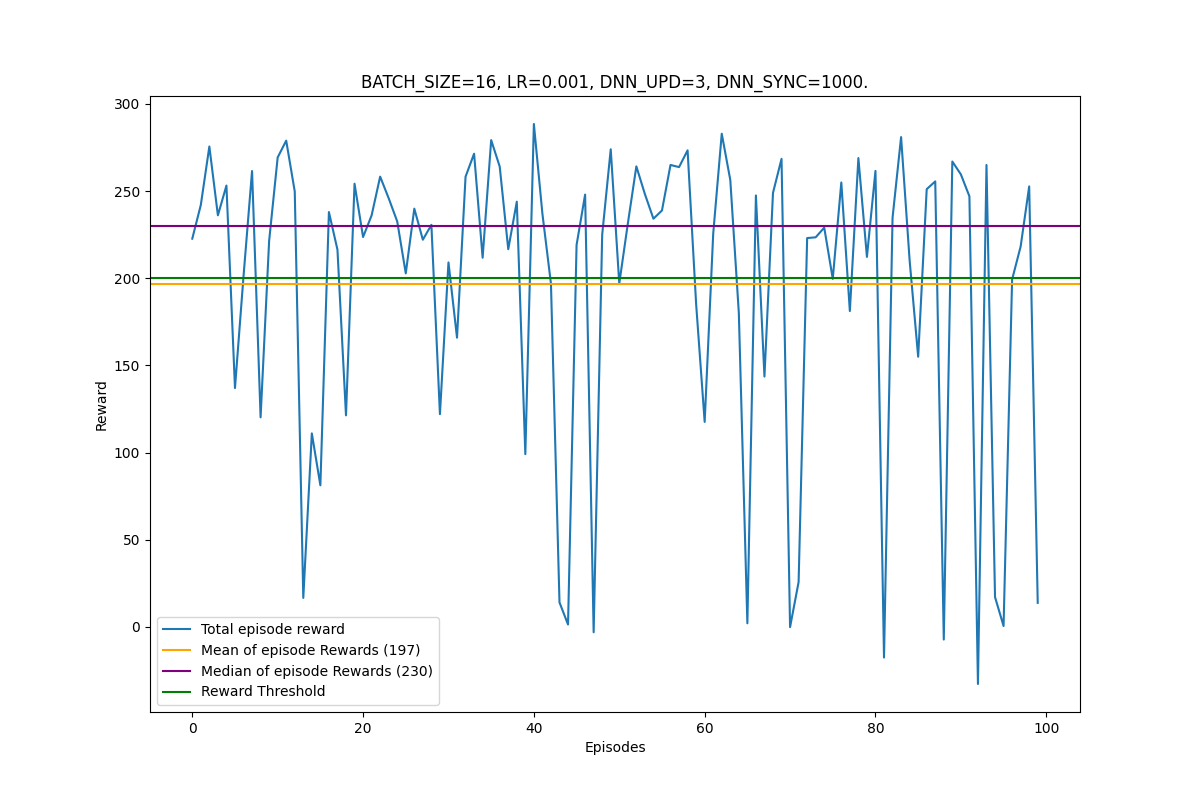 BATCH_SIZE=16, LR=0.001, DNN_UPD=3, DNN_SYNC=1000.
300
250
200
150
100
50
0
Reward
Total episode reward
Mean of episode Rewards (197)
Median of episode Rewards (230)
Reward Threshold
0 20 40 60 80 100
Episodes